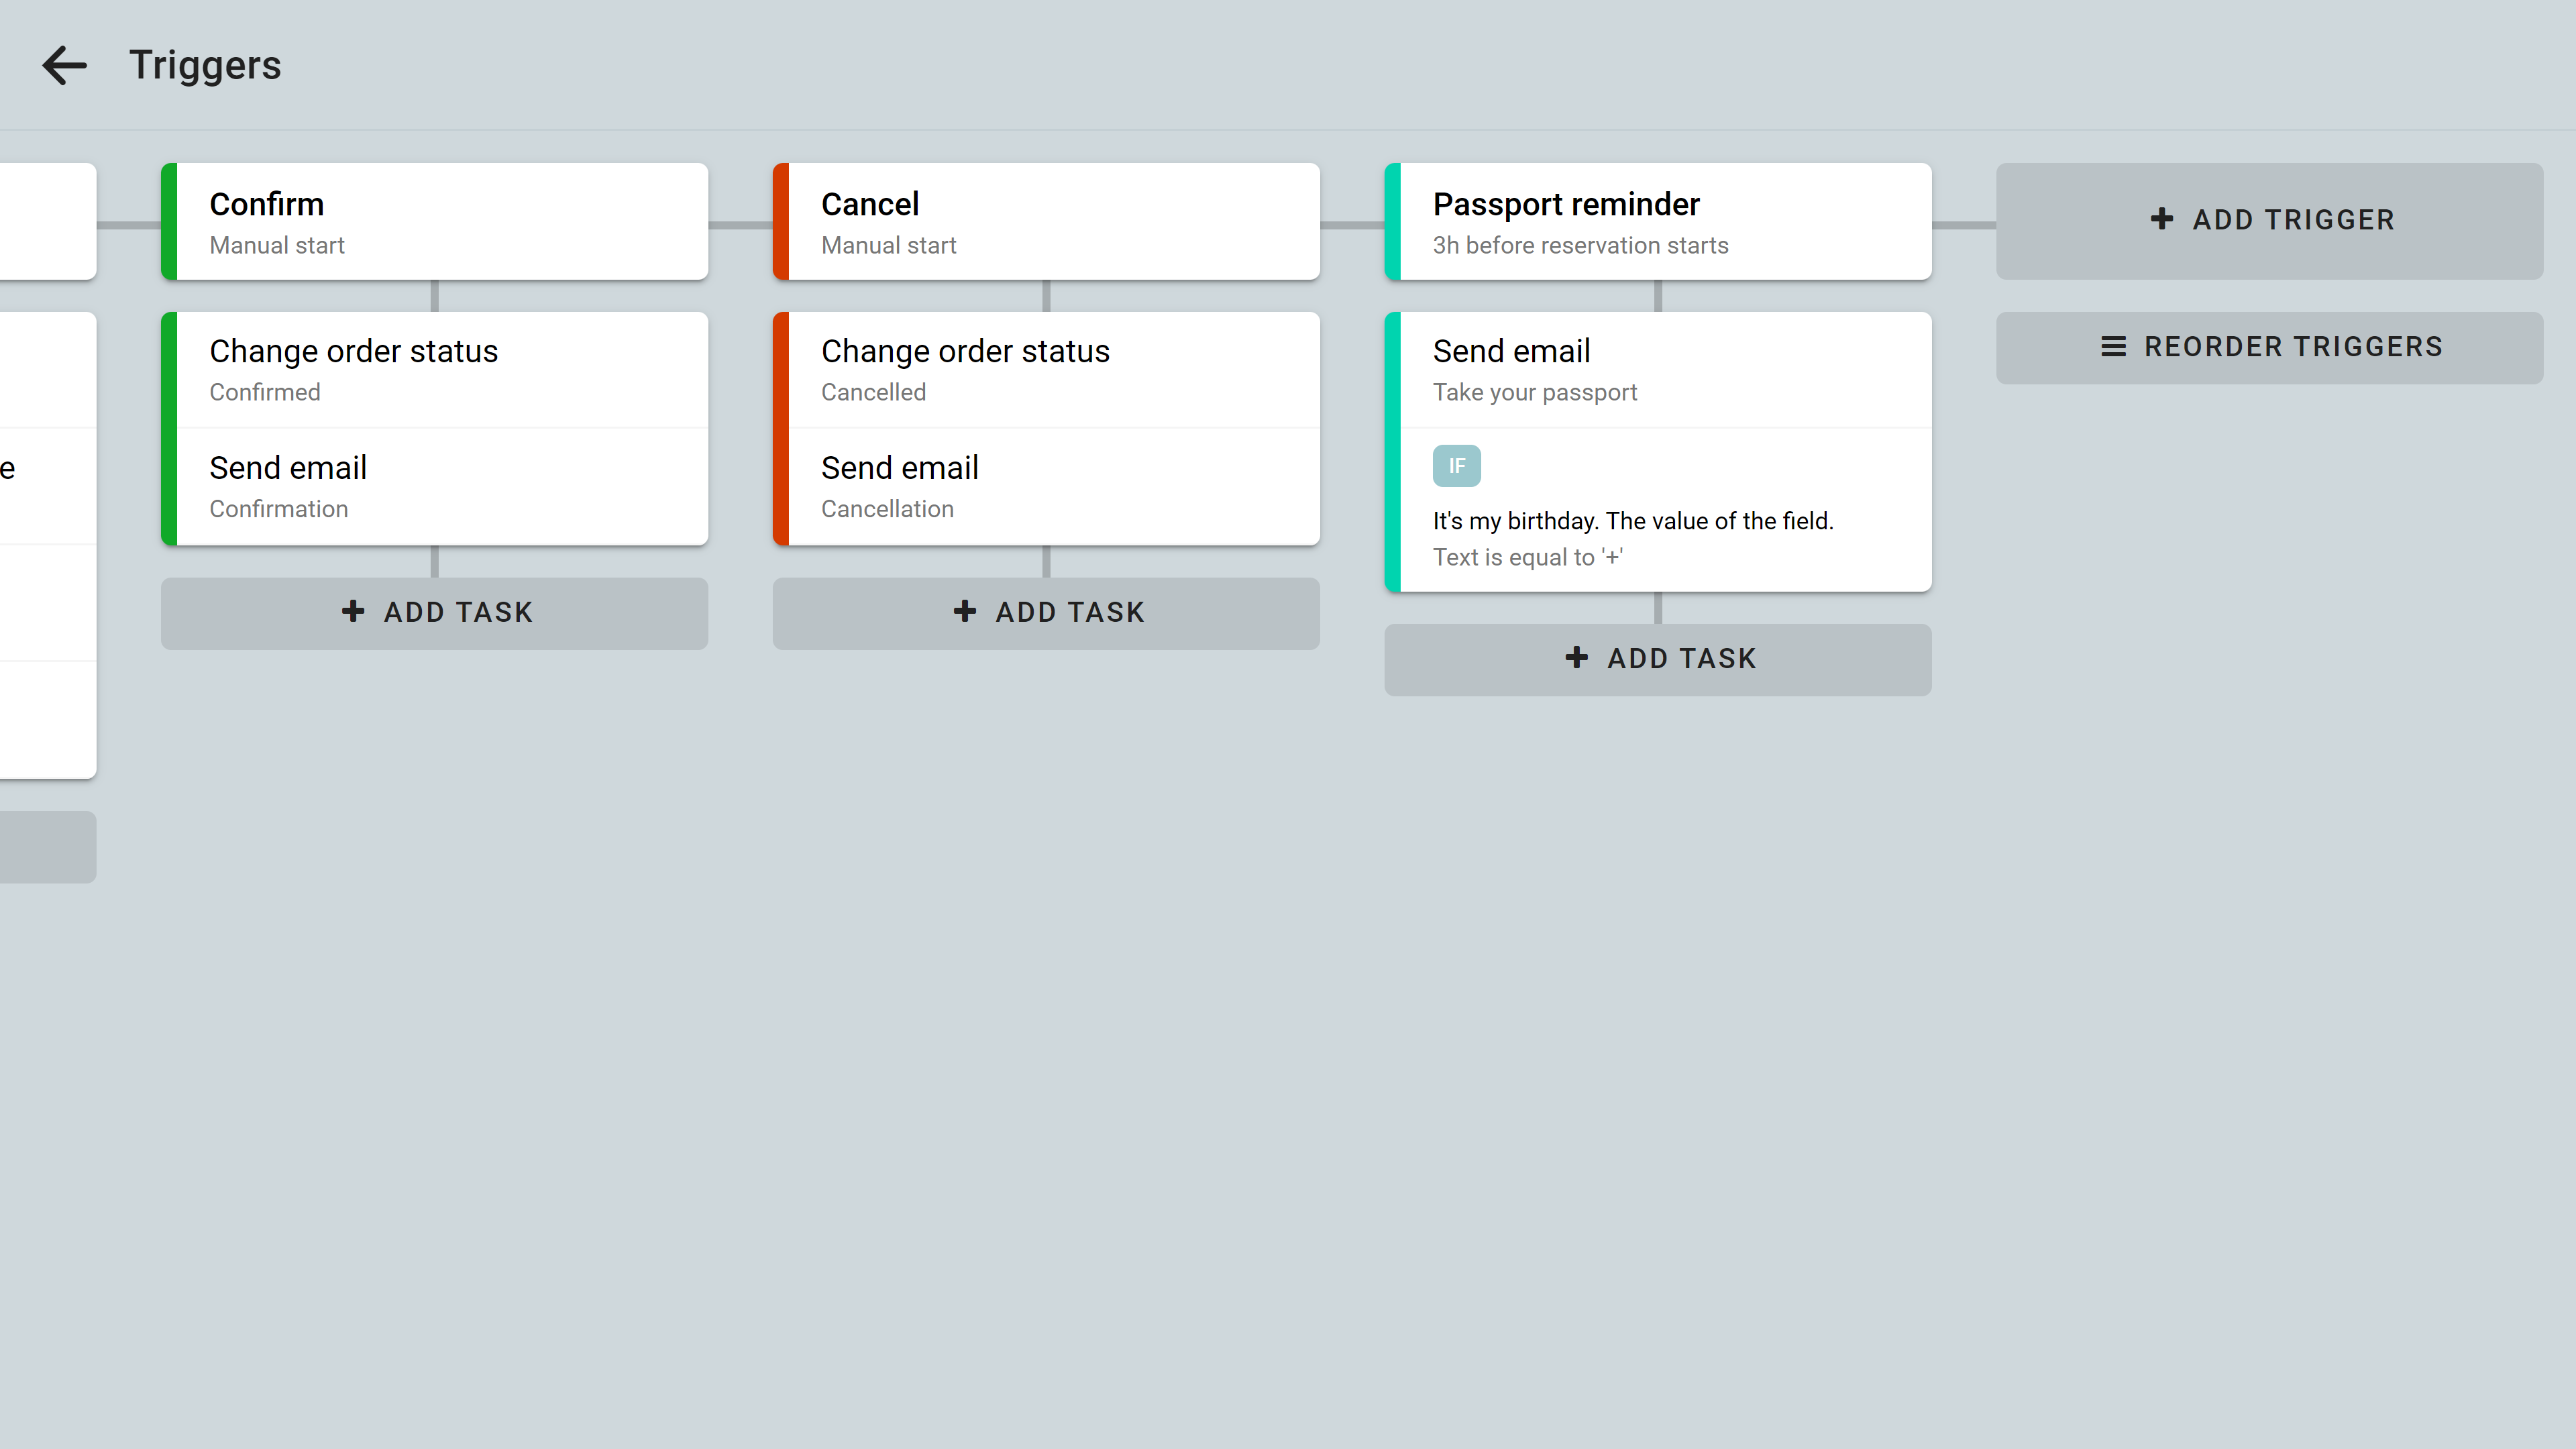 Triggers
Confirm
Manual start
Change order status
Confirmed
Send email
Confirmation
+ ADD TASK
Cancel
Manual start
Change order status
Cancelled
Send email
Cancellation
+ ADD TASK
Passport reminder
3h before reservation starts
Send email
Take your passport
IF
It's my birthday. The value of the field.
Text is equal to '+'
+ ADD TASK
+ ADD TRIGGER
REORDER TRIGGERS
e